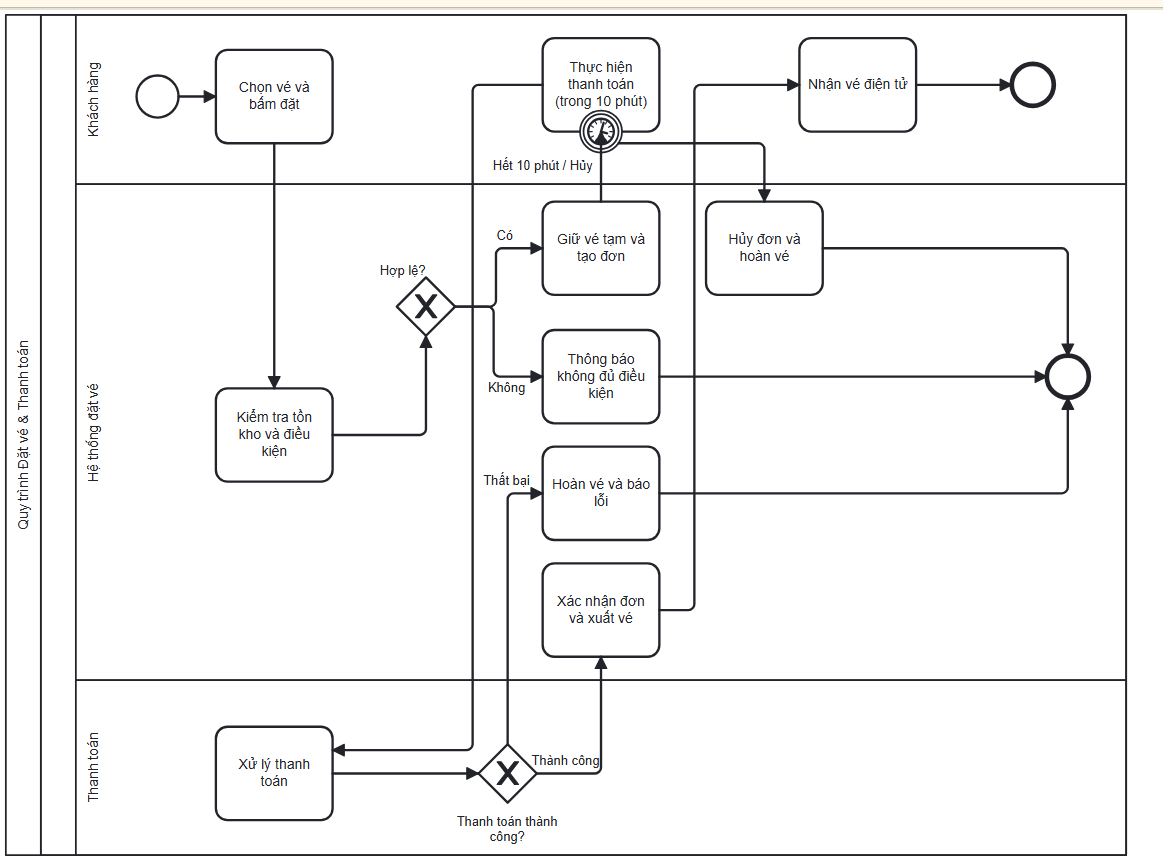 Quy trình Đặt vé & Thanh toán
Khách hàng
Chọn vé và
bấm đặt
Thực hiện
thanh toán
(trong 10 phút)
Hết 10 phút / Hủy
Nhận vé điện tử
Hệ thống đặt vé
Kiểm tra tồn
kho và điều
kiện
Hợp lệ?
Có
Không
Giữ vé tạm và
tạo đơn
Hủy đơn và
hoàn vé
Thông báo
không đủ điều
kiện
Thất bại
Hoàn vé và báo
lỗi
Xác nhận đơn
và xuất vé
Thanh toán
Xử lý thanh
toán
Thành công
Thanh toán thành
công?